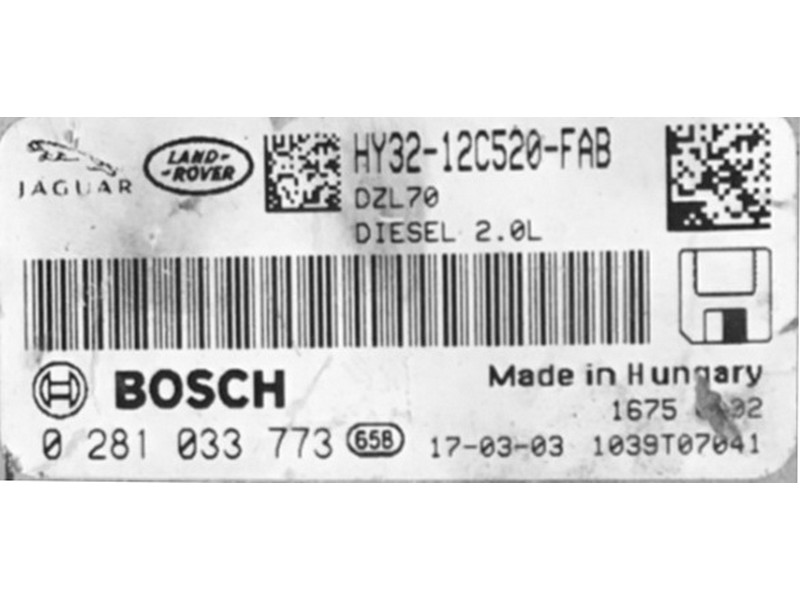 JAGUAR
LAND-
-ROVER
HY32-12C520-FAB
DZL70
DIESEL 2.0L
BOSCH
Made in Hungary
1675
0 281 033 773 658
17-03-03 1039T07041